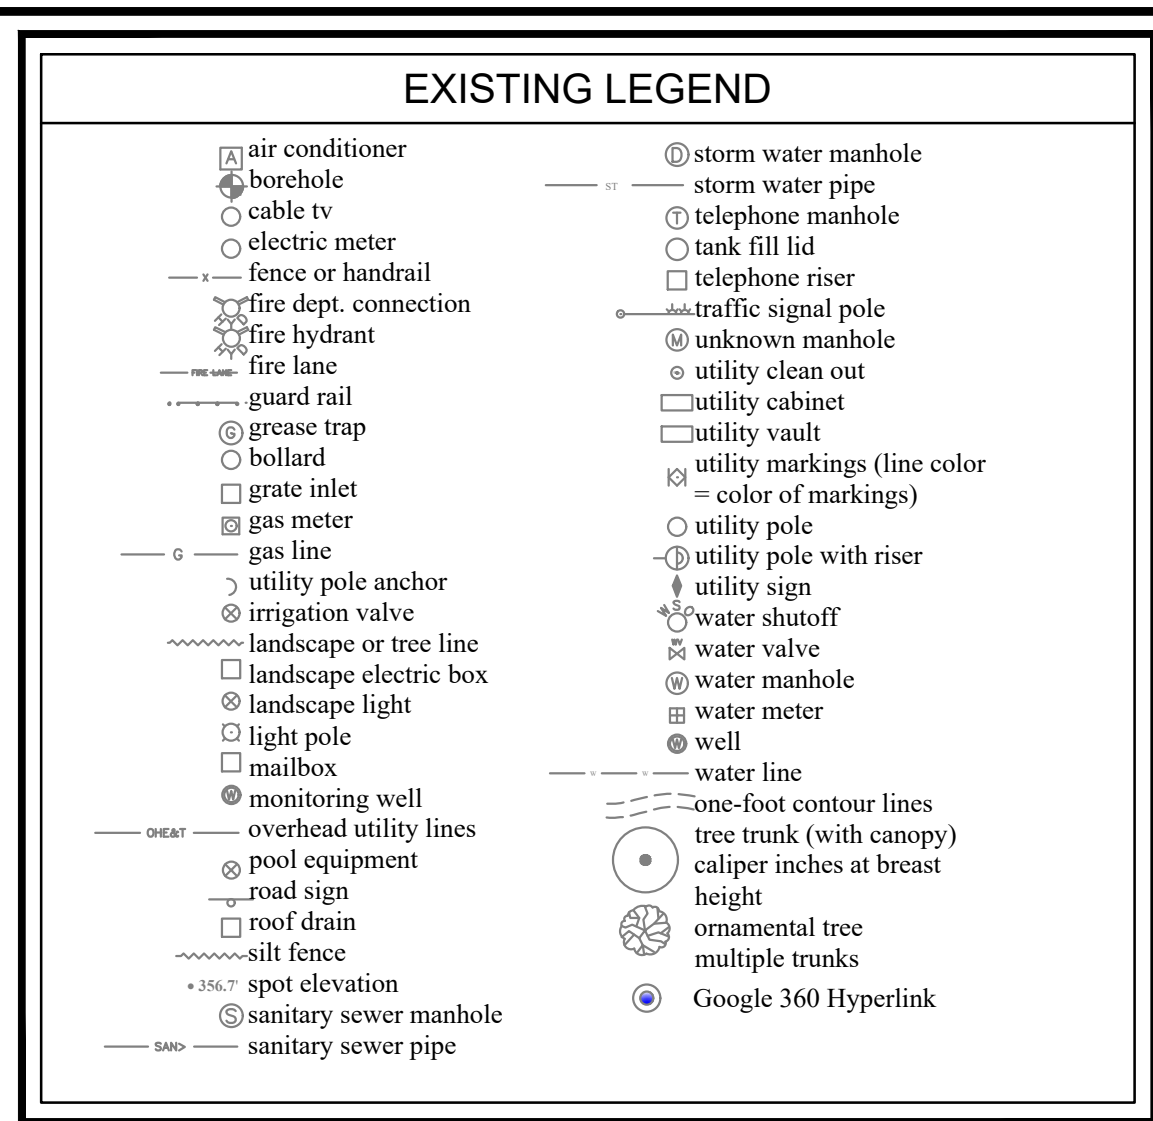 EXISTING LEGEND
A air conditioner
borehole
cable tv
electric meter
x fence or handrail
HYD fire dept. connection
HYD fire hydrant
FIRE LANE fire lane
guard rail
G grease trap
bollard
grate inlet
gas meter
G gas line
utility pole anchor
irrigation valve
landscape or tree line
landscape electric box
landscape light
light pole
mailbox
W monitoring well
OHE&T overhead utility lines
pool equipment
road sign
roof drain
silt fence
356.7' spot elevation
S sanitary sewer manhole
SAN> sanitary sewer pipe
D storm water manhole
ST storm water pipe
T telephone manhole
tank fill lid
telephone riser
traffic signal pole
M unknown manhole
utility clean out
utility cabinet
utility vault
utility markings (line color
= color of markings)
utility pole
utility pole with riser
utility sign
WSO water shutoff
WV water valve
W water manhole
water meter
W well
W W water line
one-foot contour lines
tree trunk (with canopy)
caliper inches at breast
height
ornamental tree
multiple trunks
Google 360 Hyperlink